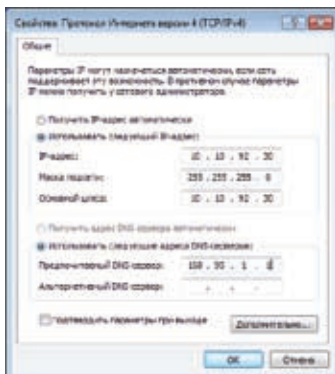 Свойства: Протокол Интернета версии 4 (TCP/IPv4)
Общие
Параметры IP могут назначаться автоматически, если сеть
поддерживает эту возможность. В противном случае параметры
IP можно получить у сетевого администратора.
Получить IP-адрес автоматически
Использовать следующий IP-адрес:
IP-адрес: 10 . 10 . 92 . 30
Маска подсети: 255 . 255 . 255 . 0
Основной шлюз: 10 . 10 . 92 . 30
Получить адрес DNS-сервера автоматически
Использовать следующие адреса DNS-серверов:
Предпочитаемый DNS-сервер:
Альтернативный DNS-сервер:
Подтвердить параметры при выходе
Дополнительно...
OK
Отмена